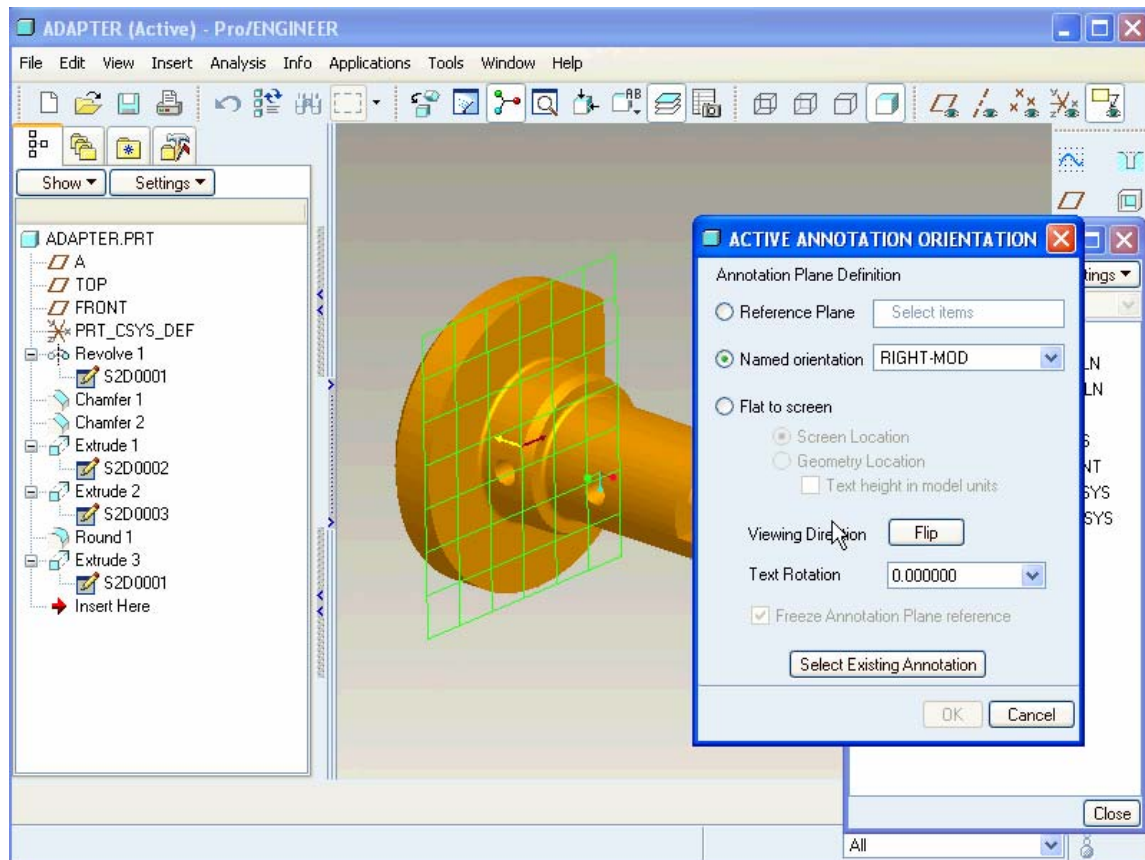 ADAPTER (Active) - Pro/ENGINEER
File Edit View Insert Analysis Info Applications Tools Window Help
AB
Show Settings
ADAPTER.PRT
A
TOP
FRONT
PRT_CSYS_DEF
Revolve 1
S2D0001
Chamfer 1
Chamfer 2
Extrude 1
S2D0002
Extrude 2
S2D0003
Round 1
Extrude 3
S2D0001
Insert Here
ACTIVE ANNOTATION ORIENTATION
Annotation Plane Definition
Reference Plane Select items
Named orientation RIGHT-MOD
Flat to screen
Screen Location
Geometry Location
Text height in model units
Viewing Direction Flip
Text Rotation 0.000000
Freeze Annotation Plane reference
Select Existing Annotation
OK Cancel
tings
LN
LN
S
NT
SYS
SYS
Close
All